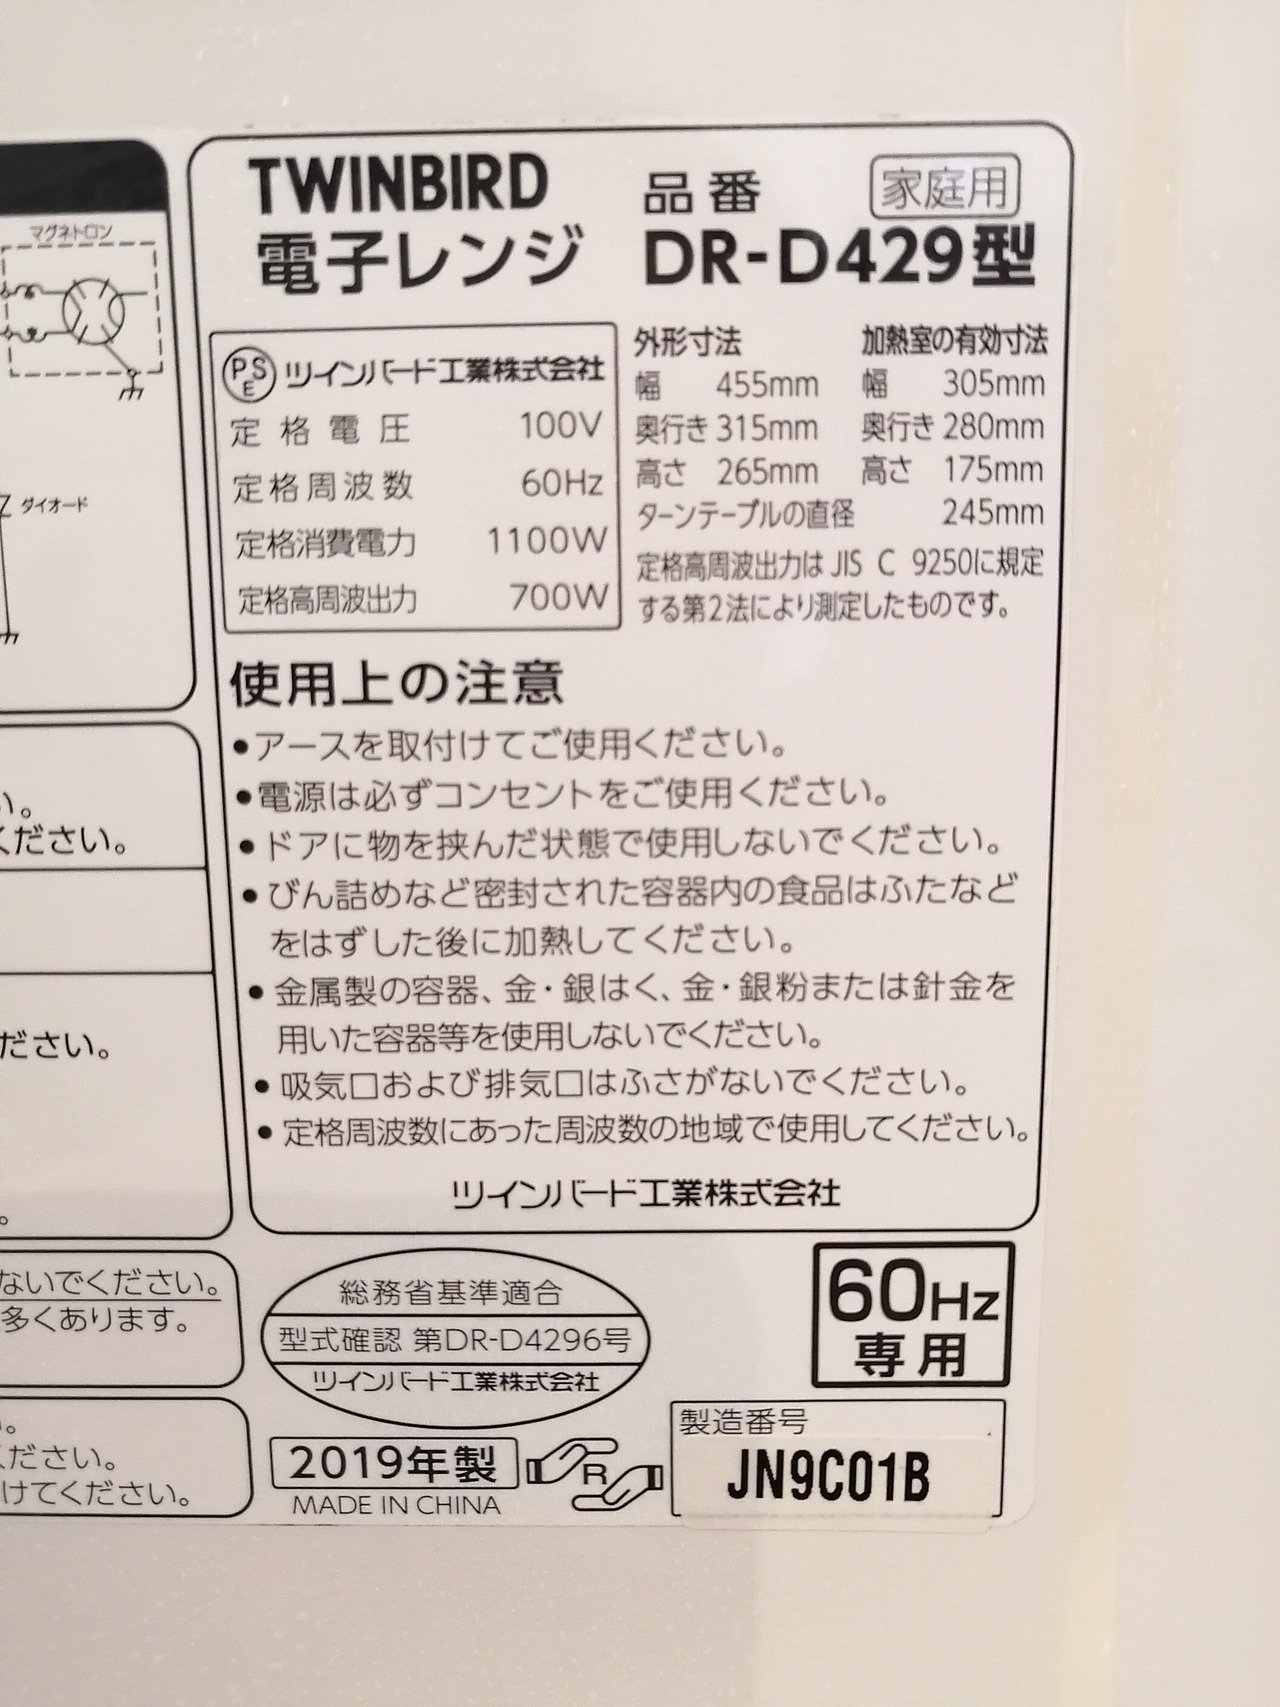 TWINBIRD
電子レンジ
品番 家庭用
DR-D429型
PSE ツインバード工業株式会社
定格電圧 100V
定格周波数 60Hz
定格消費電力 1100W
定格高周波出力 700W
外形寸法 加熱室の有効寸法
幅 455mm 幅 305mm
奥行き 315mm 奥行き 280mm
高さ 265mm 高さ 175mm
ターンテーブルの直径 245mm
定格高周波出力は JIS C 9250に規定
する第2法により測定したものです。
使用上の注意
●アースを取付けてご使用ください。
●電源は必ずコンセントをご使用ください。
●ドアに物を挟んだ状態で使用しないでください。
●びん詰めなど密封された容器内の食品はふたなど
をはずした後に加熱してください。
●金属製の容器、金・銀はく、金・銀粉または針金を
用いた容器等を使用しないでください。
●吸気口および排気口はふさがないでください。
●定格周波数にあった周波数の地域で使用してください。
ツインバード工業株式会社
総務省基準適合
型式確認 第DR-D4296号
ツインバード工業株式会社
60Hz
専用
2019年製
MADE IN CHINA
R
製造番号
JN9C01B
マグネトロン
ダイオード
い。
ください。
ださい。
。
ないでください。
多くあります。
い。
ください。
けてください。